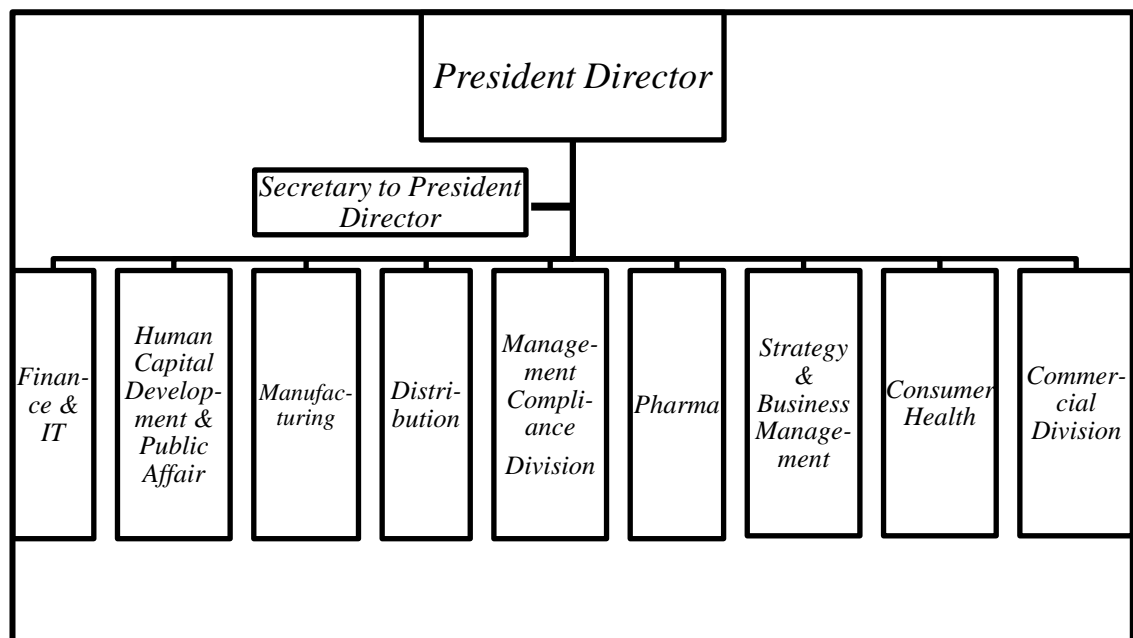 President Director
Secretary to President
Director
Finan-
ce &
IT
Human
Capital
Develop-
ment &
Public
Affair
Manufac-
turing
Distri-
bution
Manage-
ment
Compli-
ance
Division
Pharma
Strategy
&
Business
Manage-
ment
Consumer
Health
Commer-
cial
Division